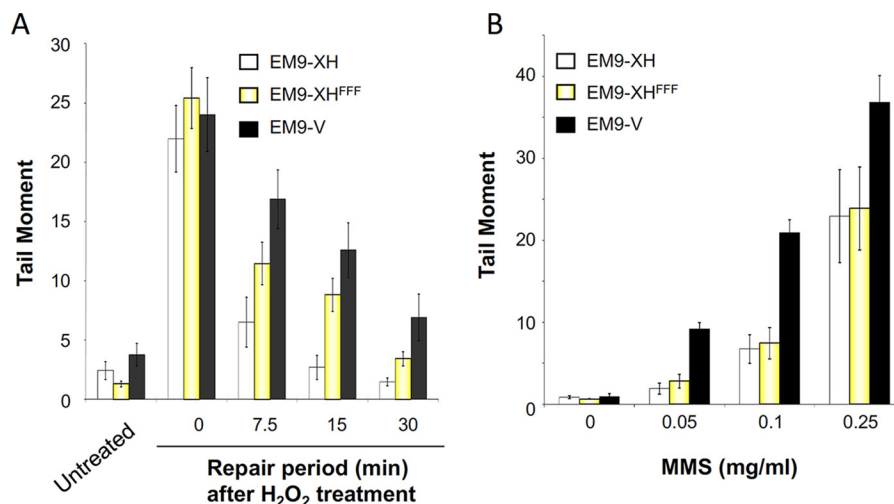 A
30
25
20
15
10
5
0
Tail Moment
EM9-XH
EM9-XHFFF
EM9-V
Untreated
0 7.5 15 30
Repair period (min)
after H2O2 treatment
B
40
30
20
10
0
Tail Moment
EM9-XH
EM9-XHFFF
EM9-V
0 0.05 0.1 0.25
MMS (mg/ml)